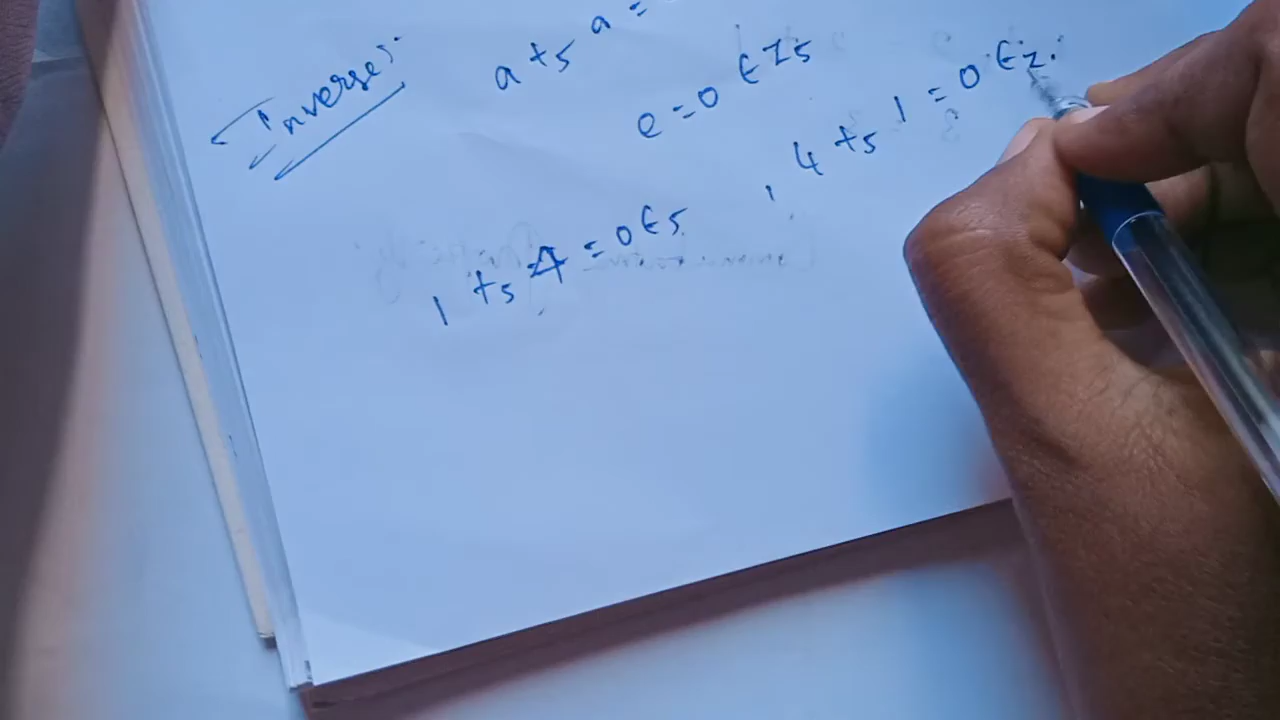 Inverse:
a +5 a =
e = 0 ∈ Z5
1 +5 4 = 0 ∈ 5, 4 +5 1 = 0 ∈ Z